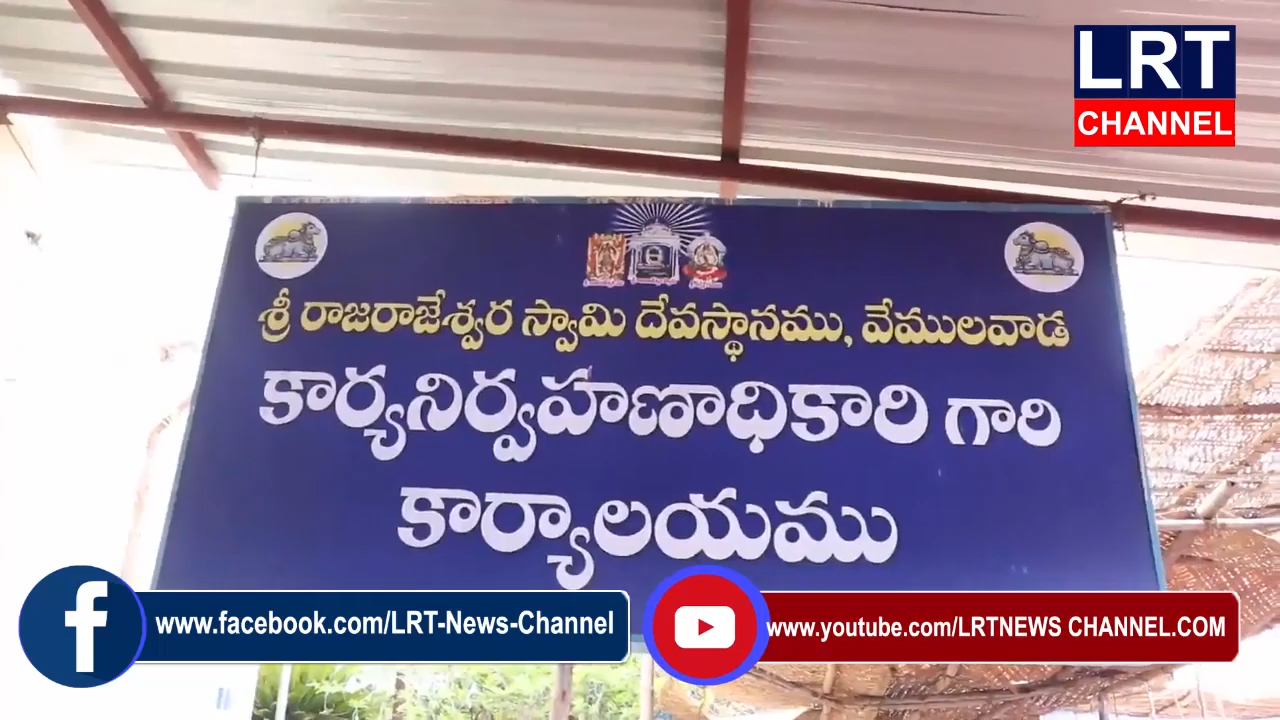 LRT
CHANNEL
శ్రీ రాజరాజేశ్వర స్వామి దేవస్థానము, వేములవాడ
కార్యనిర్వహణాధికారి గారి
కార్యాలయము
www.facebook.com/LRT-News-Channel
www.youtube.com/LRTNEWS CHANNEL.COM